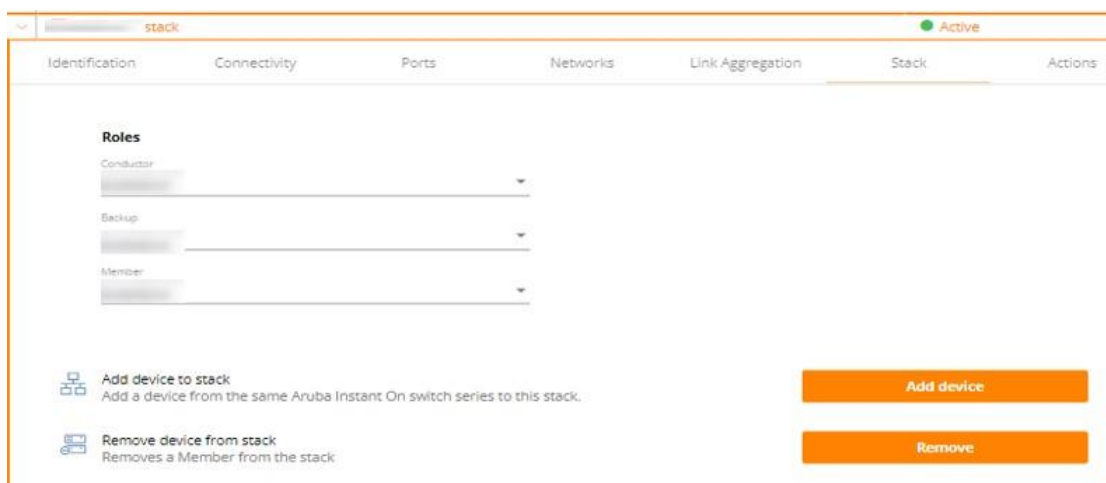 stack Active
Identification Connectivity Ports Networks Link Aggregation Stack Actions
Roles
Conductor
Backup
Member
Add device to stack
Add a device from the same Aruba Instant On switch series to this stack.
Add device
Remove device from stack
Removes a Member from the stack
Remove